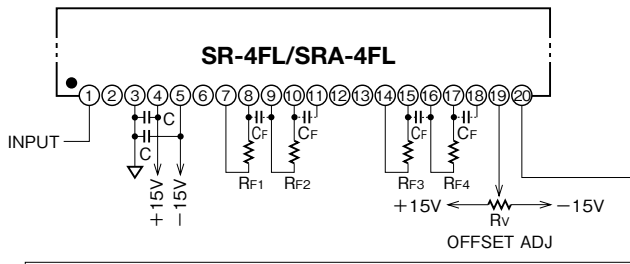 SR-4FL/SRA-4FL
1 2 3 4 5 6 7 8 9 10 11 12 13 14 15 16 17 18 19 20
INPUT
C
C
CF
CF
CF
CF
RF1
RF2
RF3
RF4
+15V
−15V
+15V
RV
−15V
OFFSET ADJ